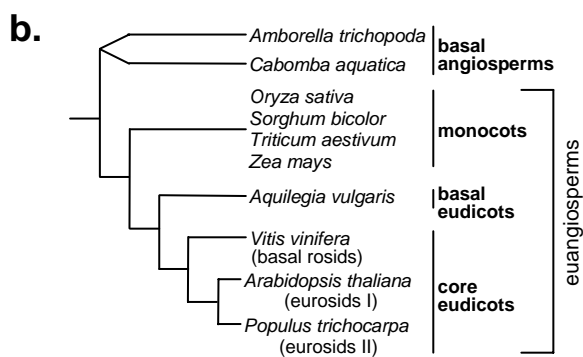 b.
Amborella trichopoda
Cabomba aquatica
basal
angiosperms
Oryza sativa
Sorghum bicolor
Triticum aestivum
Zea mays
monocots
Aquilegia vulgaris
basal
eudicots
Vitis vinifera
(basal rosids)
Arabidopsis thaliana
(eurosids I)
Populus trichocarpa
(eurosids II)
core
eudicots
euangiosperms